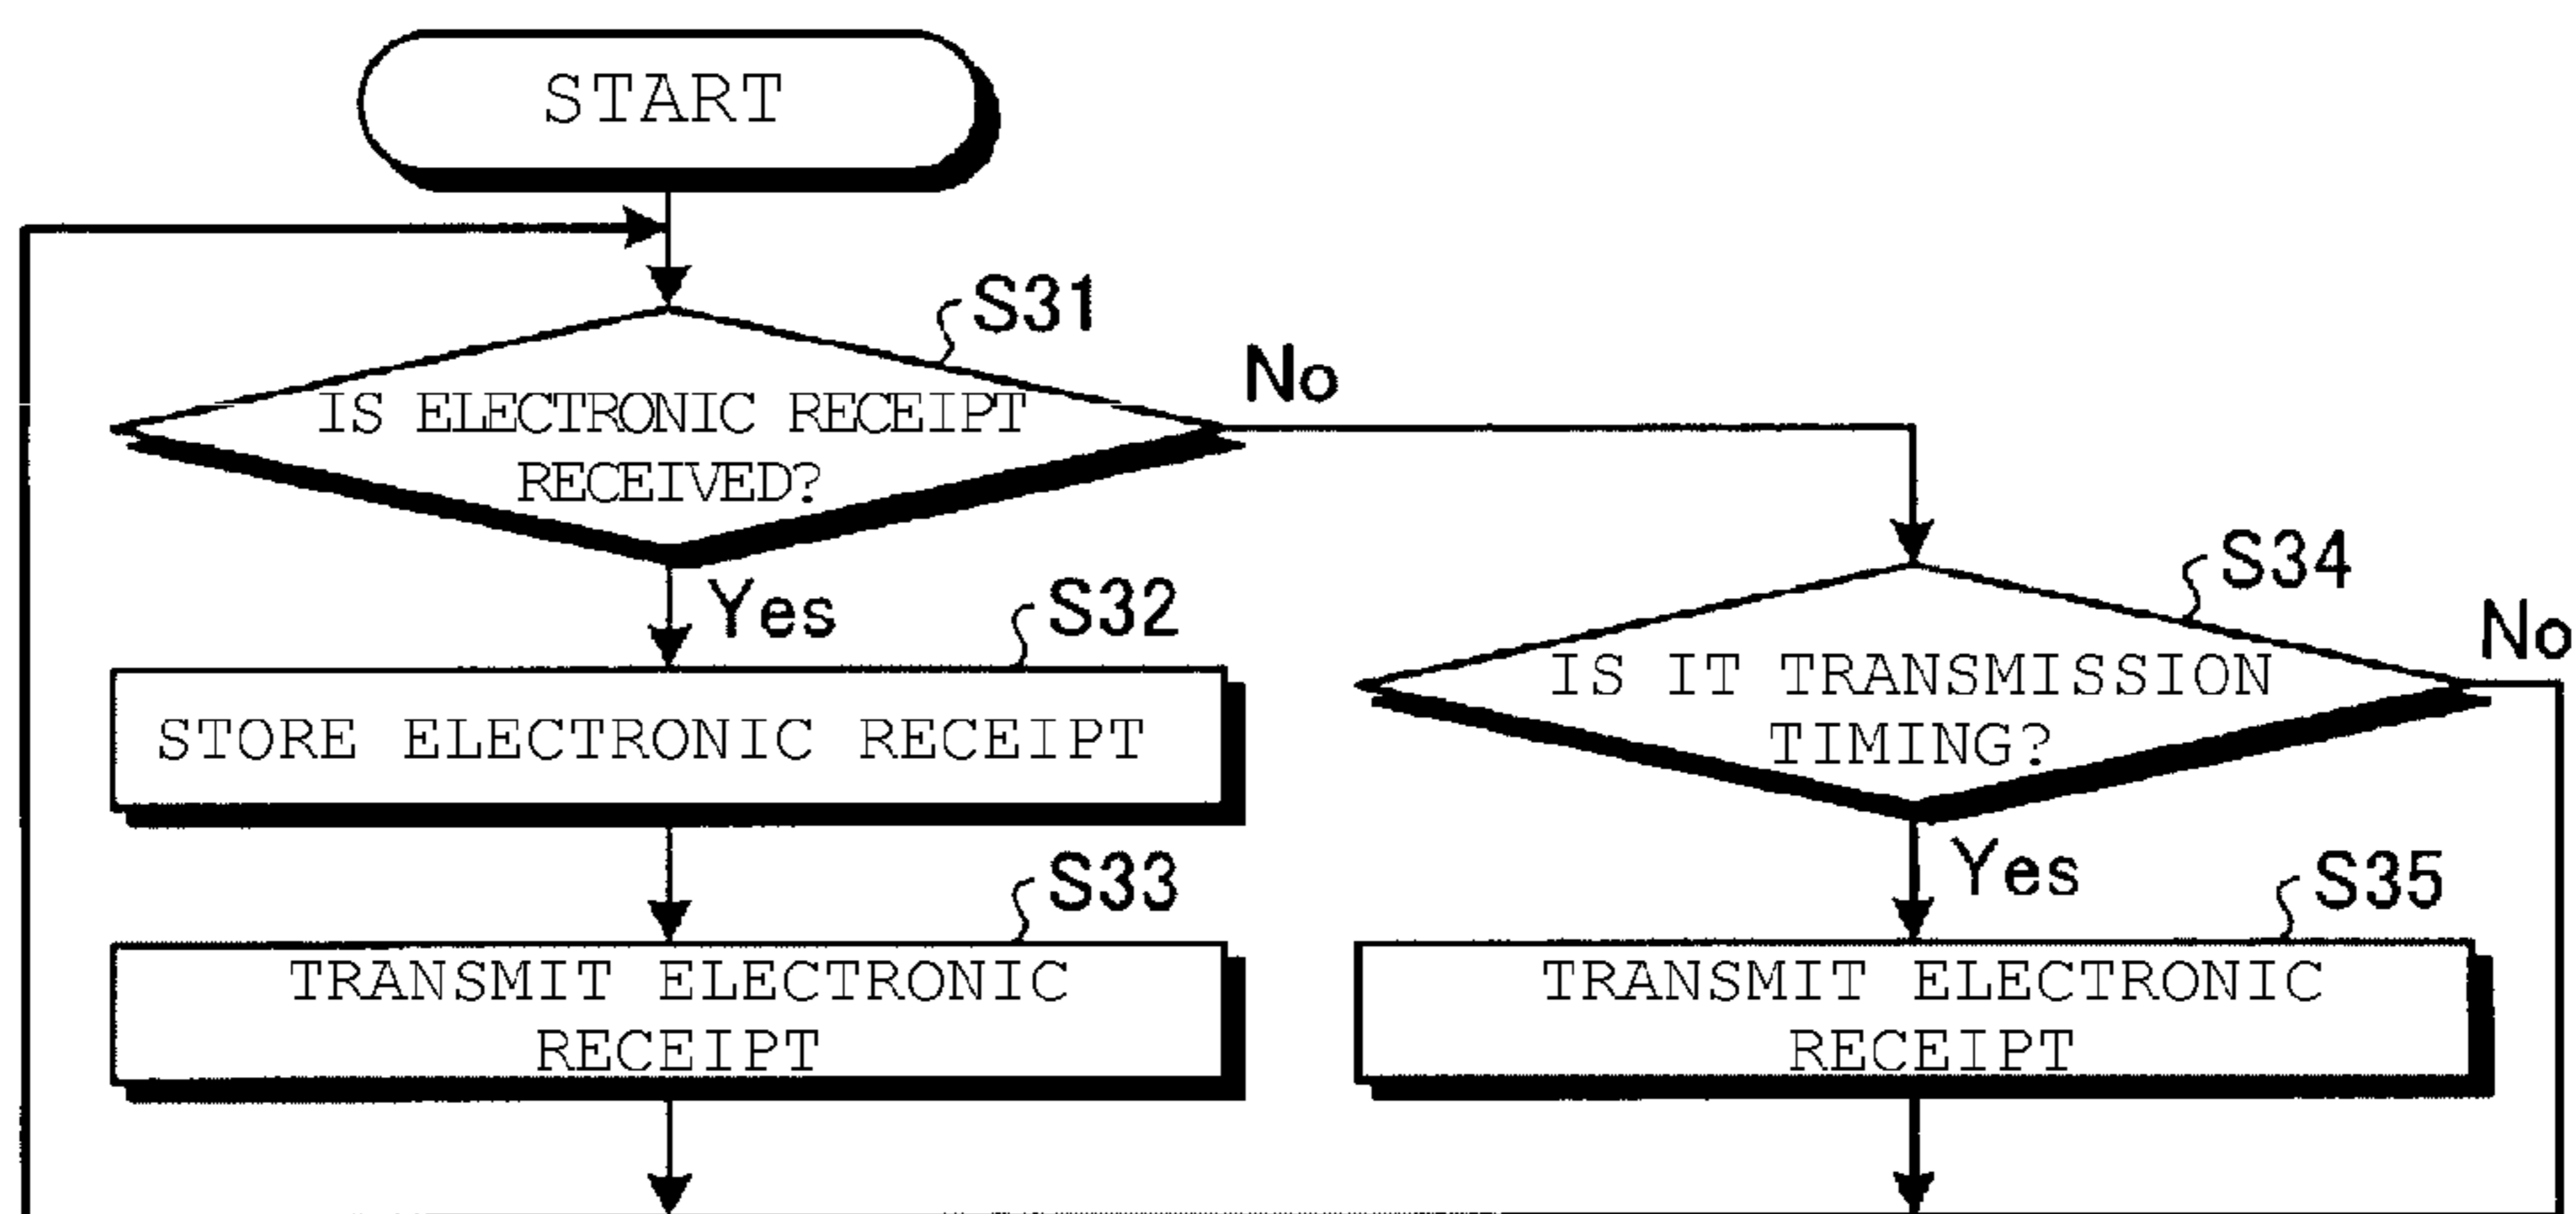 START
S31
IS ELECTRONIC RECEIPT
RECEIVED?
No
Yes
S32
STORE ELECTRONIC RECEIPT
S33
TRANSMIT ELECTRONIC
RECEIPT
S34
IS IT TRANSMISSION
TIMING?
No
Yes
S35
TRANSMIT ELECTRONIC
RECEIPT